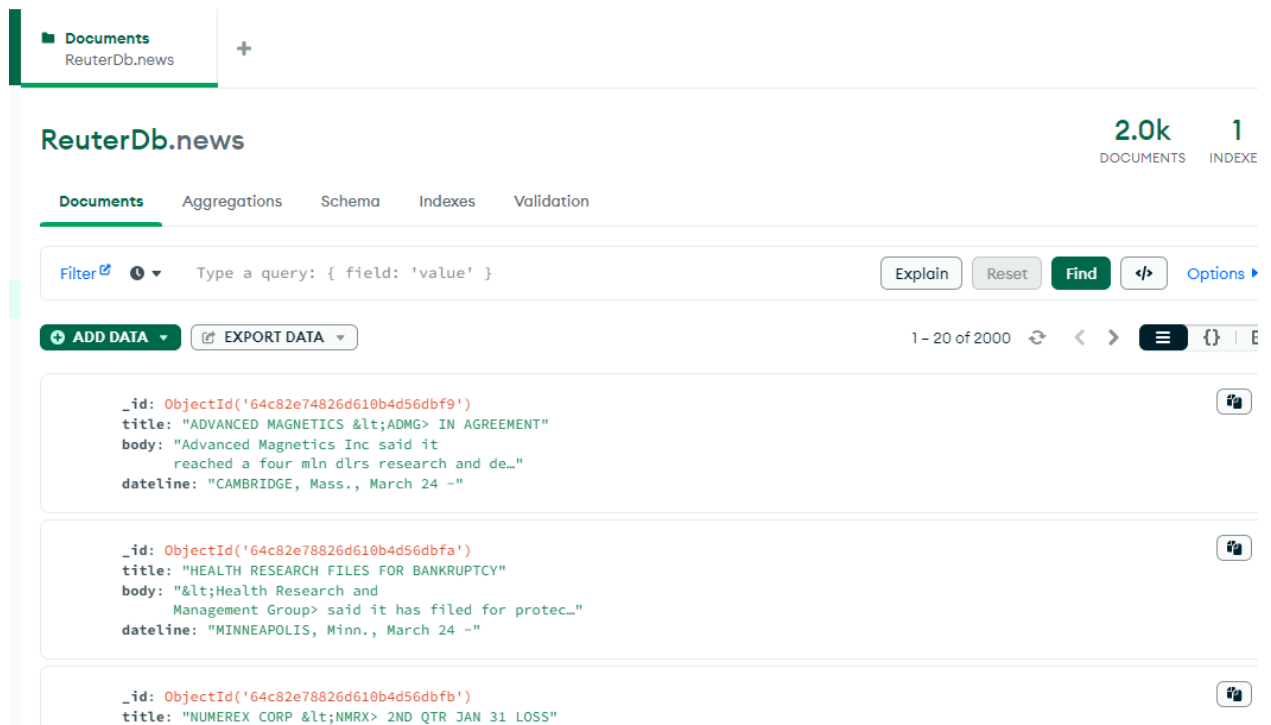 Documents
ReuterDb.news
+
ReuterDb.news
2.0k
DOCUMENTS
1
INDEXE
Documents Aggregations Schema Indexes Validation
Filter Type a query: { field: 'value' } Explain Reset Find </> Options
ADD DATA EXPORT DATA 1 – 20 of 2000 {}
_id: ObjectId('64c82e74826d610b4d56dbf9')
title: "ADVANCED MAGNETICS &lt;ADMG> IN AGREEMENT"
body: "Advanced Magnetics Inc said it
reached a four mln dlrs research and de…"
dateline: "CAMBRIDGE, Mass., March 24 -"
_id: ObjectId('64c82e78826d610b4d56dbfa')
title: "HEALTH RESEARCH FILES FOR BANKRUPTCY"
body: "&lt;Health Research and
Management Group> said it has filed for protec…"
dateline: "MINNEAPOLIS, Minn., March 24 -"
_id: ObjectId('64c82e78826d610b4d56dbfb')
title: "NUMEREX CORP &lt;NMRX> 2ND QTR JAN 31 LOSS"